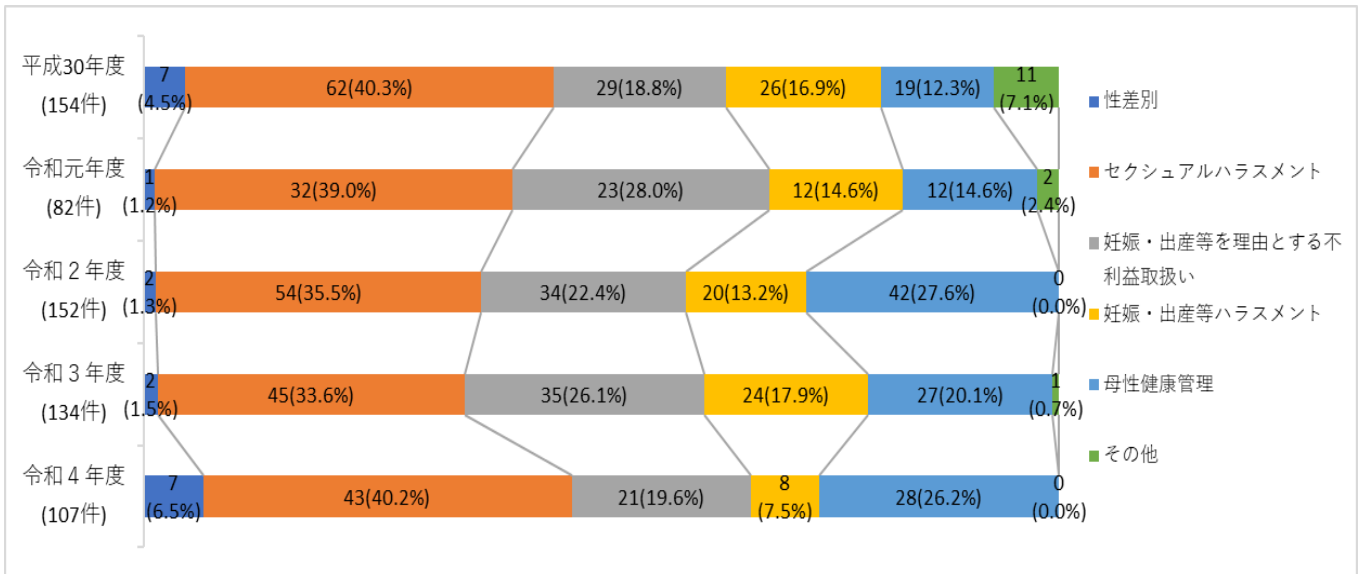 平成30年度
(154件)
7
(4.5%)
62(40.3%)
29(18.8%)
26(16.9%)
19(12.3%)
11
(7.1%)
令和元年度
(82件)
1
(1.2%)
32(39.0%)
23(28.0%)
12(14.6%)
12(14.6%)
2
(2.4%)
令和２年度
(152件)
2
(1.3%)
54(35.5%)
34(22.4%)
20(13.2%)
42(27.6%)
0
(0.0%)
令和３年度
(134件)
2
(1.5%)
45(33.6%)
35(26.1%)
24(17.9%)
27(20.1%)
1
(0.7%)
令和４年度
(107件)
7
(6.5%)
43(40.2%)
21(19.6%)
8
(7.5%)
28(26.2%)
0
(0.0%)
性差別
セクシュアルハラスメント
妊娠・出産等を理由とする不
利益取扱い
妊娠・出産等ハラスメント
母性健康管理
その他